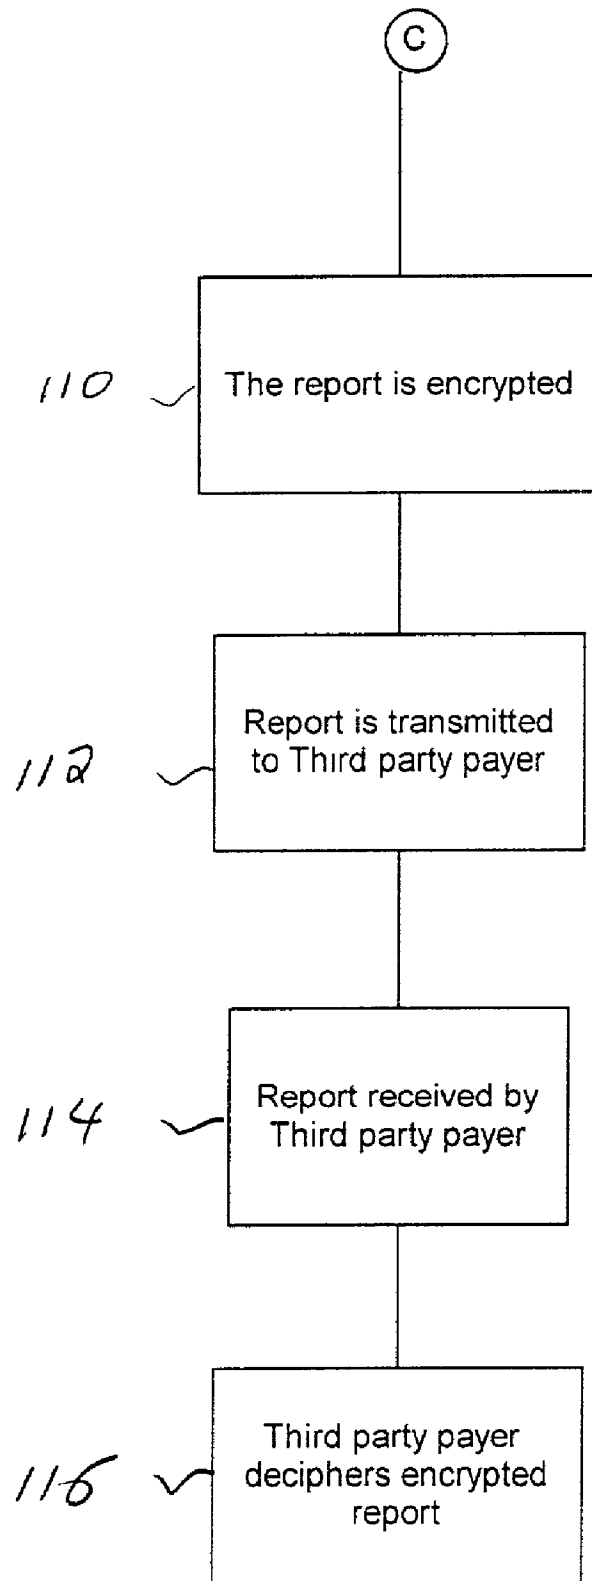 C
110
The report is encrypted
112
Report is transmitted
to Third party payer
114
Report received by
Third party payer
116
Third party payer
deciphers encrypted
report